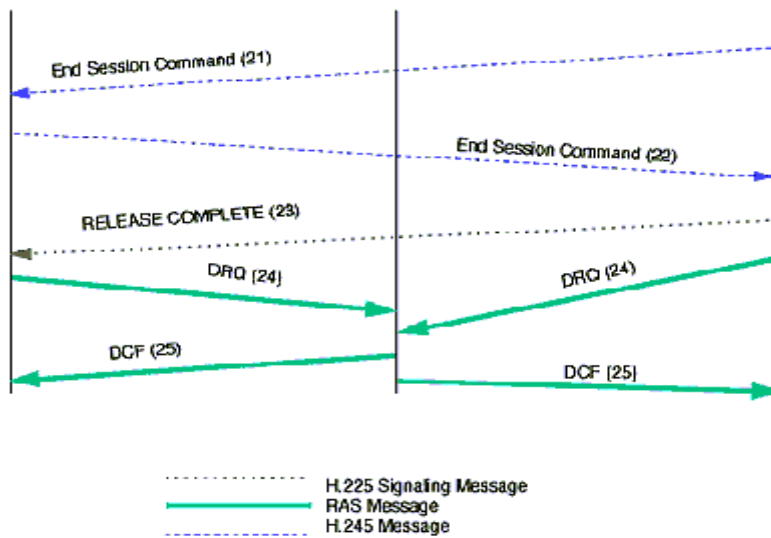 End Session Command (21)
End Session Command (22)
RELEASE COMPLETE (23)
DRQ (24)
DRQ (24)
DCF (25)
DCF (25)
H.225 Signaling Message
RAS Message
H.245 Message